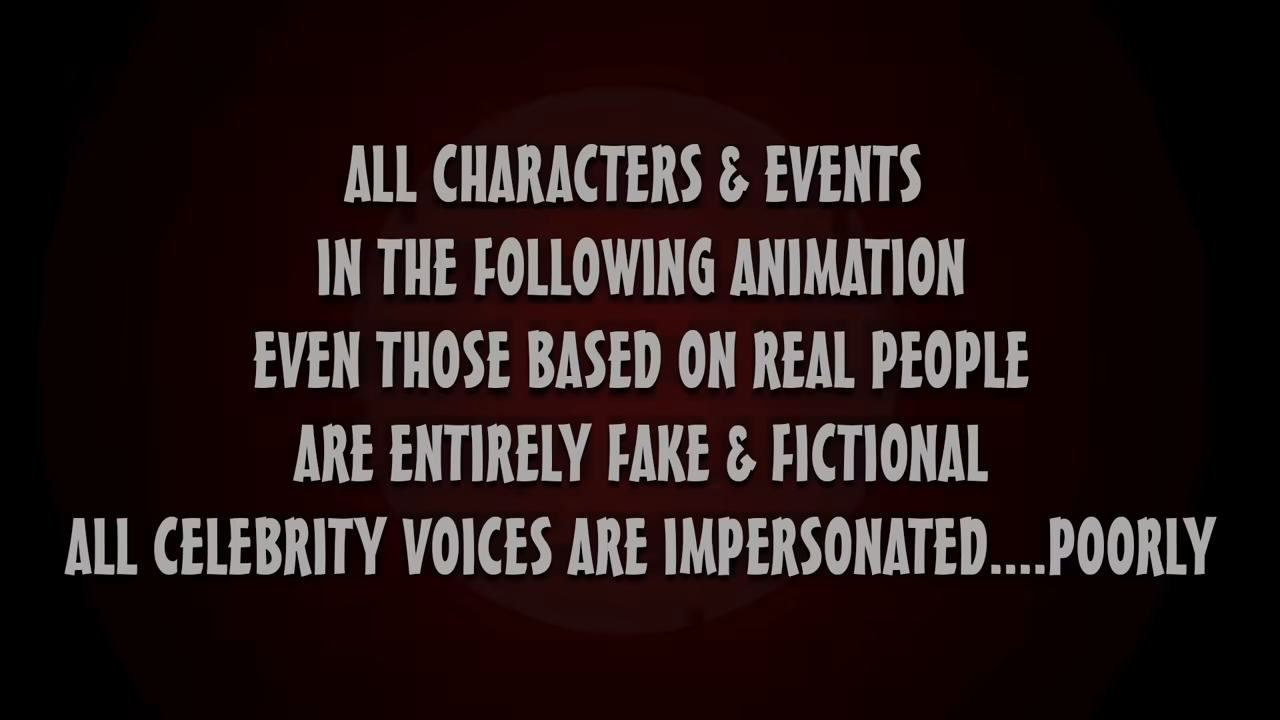 ALL CHARACTERS & EVENTS
IN THE FOLLOWING ANIMATION
EVEN THOSE BASED ON REAL PEOPLE
ARE ENTIRELY FAKE & FICTIONAL
ALL CELEBRITY VOICES ARE IMPERSONATED....POORLY